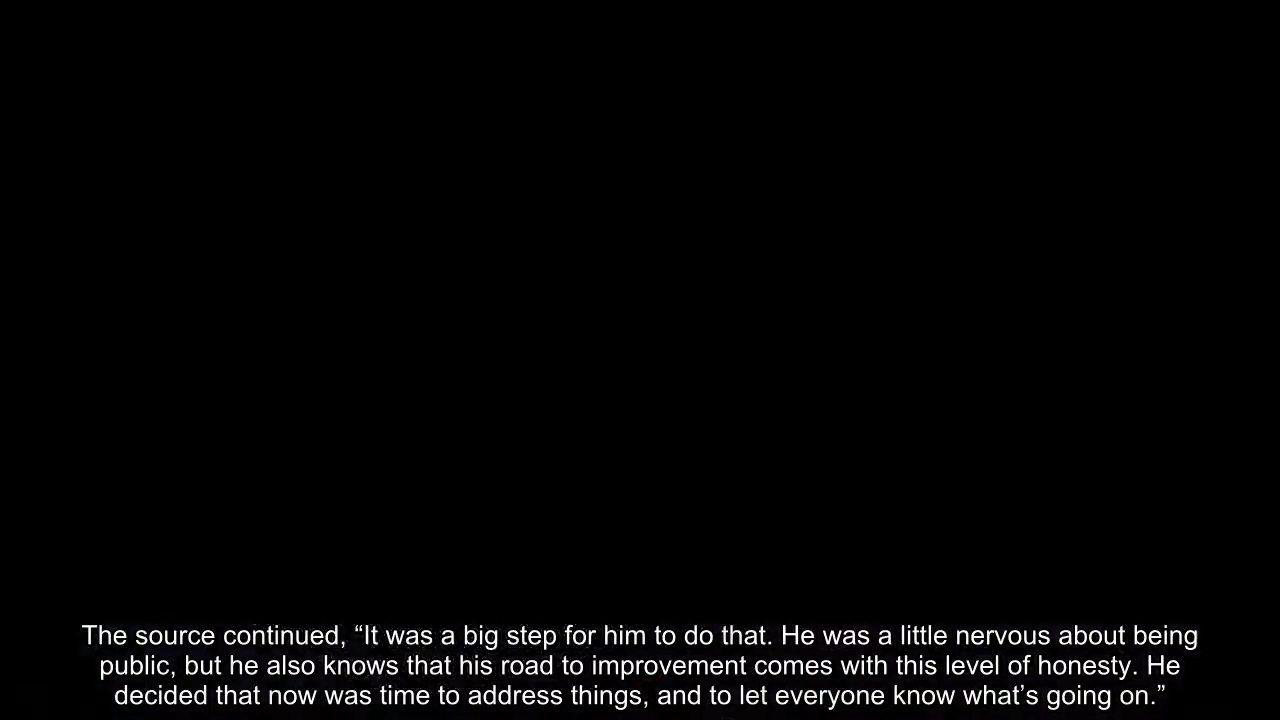 The source continued, “It was a big step for him to do that. He was a little nervous about being
public, but he also knows that his road to improvement comes with this level of honesty. He
decided that now was time to address things, and to let everyone know what’s going on.”